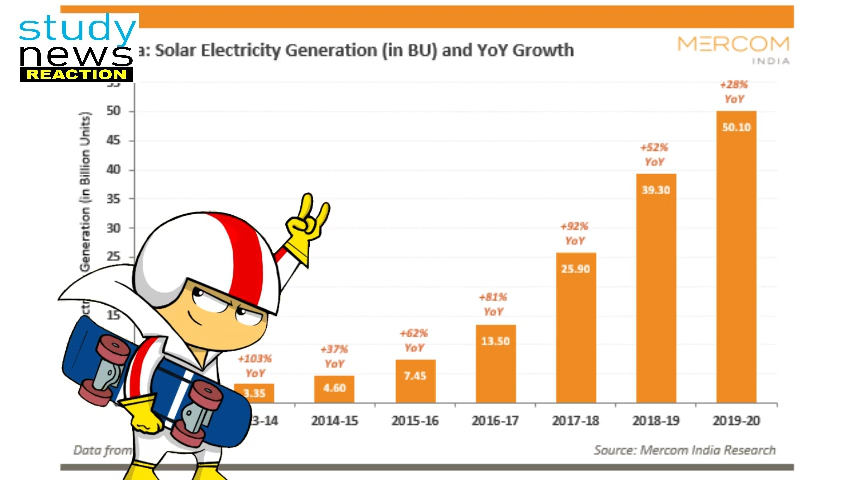 study
news
REACTION
a: Solar Electricity Generation (in BU) and YoY Growth
MERCOM
INDIA
Generation (in Billion Units)
50
45
40
35
30
25
15
+103%
YoY
3.35
3-14
+37%
YoY
4.60
2014-15
+62%
YoY
7.45
2015-16
+81%
YoY
13.50
2016-17
+92%
YoY
25.90
2017-18
+52%
YoY
39.30
2018-19
+28%
YoY
50.10
2019-20
Data from
Source: Mercom India Research